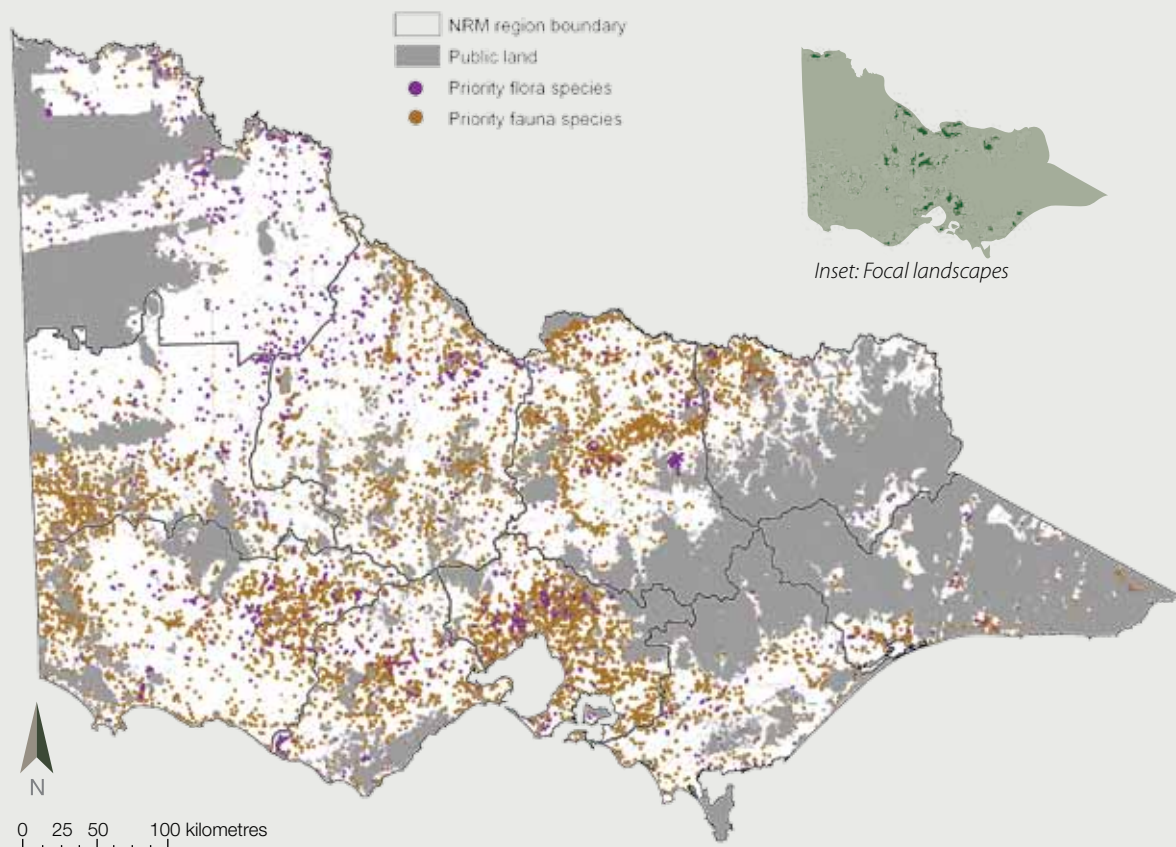 NRM region boundary
Public land
Priority flora species
Priority fauna species
Inset: Focal landscapes
N
0 25 50 100 kilometres